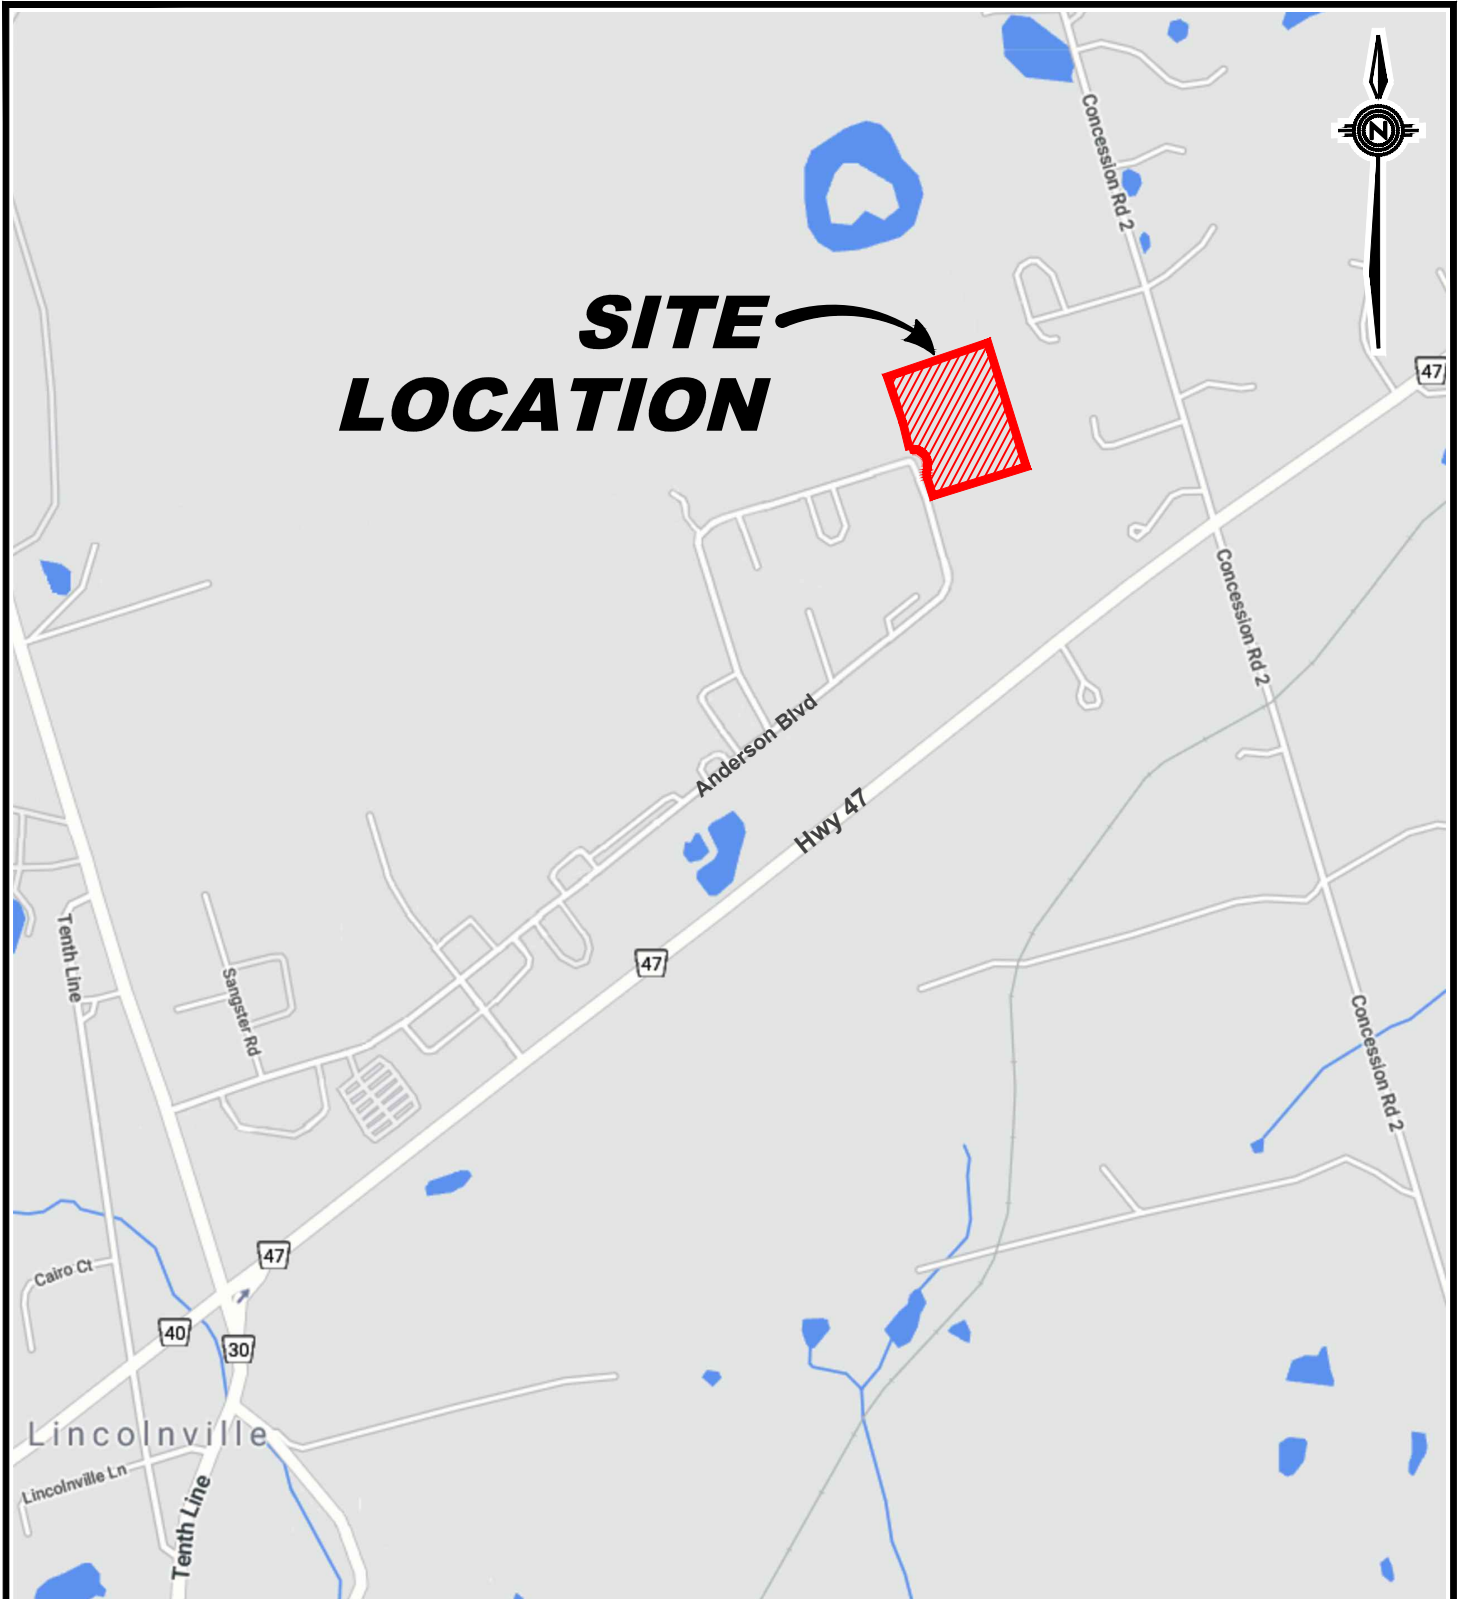 N
Concession Rd 2
SITE
LOCATION
47
Concession Rd 2
Anderson Blvd
Hwy 47
Tenth Line
Sangster Rd
47
Concession Rd 2
47
Cairo Ct
40
30
Lincolnville
Lincolnville Ln
Tenth Line